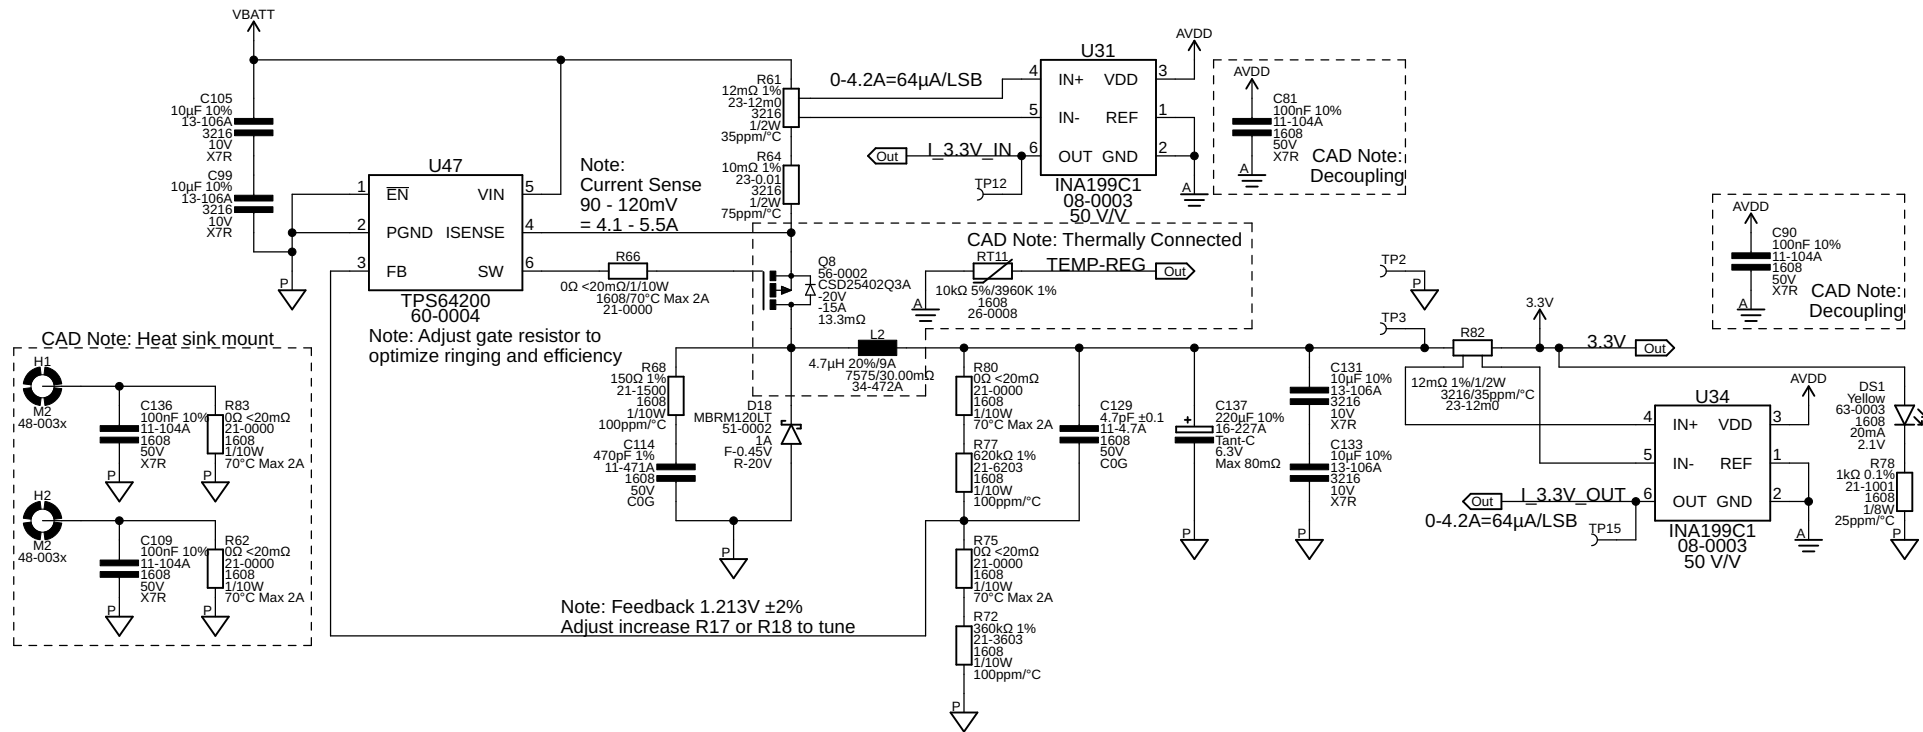 VBATT
C105
10µF 10%
13-106A
3216
10V
X7R
C99
10µF 10%
13-106A
3216
10V
X7R
P
U47
1
EN
VIN
5
2
PGND
ISENSE
4
3
FB
SW
6
TPS64200
60-0004
Note: Adjust gate resistor to
optimize ringing and efficiency
Note:
Current Sense
90 - 120mV
= 4.1 - 5.5A
R66
0Ω <20mΩ/1/10W
1608/70°C Max 2A
21-0000
R61
12mΩ 1%
23-12m0
3216
1/2W
35ppm/°C
R64
10mΩ 1%
23-0.01
3216
1/2W
75ppm/°C
0-4.2A=64µA/LSB
U31
4
IN+
VDD
3
5
IN-
REF
1
6
OUT
GND
2
INA199C1
08-0003
50 V/V
Out
I_3.3V_IN
TP12
AVDD
A
AVDD
C81
100nF 10%
11-104A
1608
50V
X7R
A
CAD Note:
Decoupling
CAD Note: Thermally Connected
Q8
56-0002
CSD25402Q3A
-20V
-15A
13.3mΩ
RT11
TEMP-REG
Out
10kΩ 5%/3960K 1%
1608
26-0008
A
L2
4.7µH 20%/9A
7575/30.00mΩ
34-472A
R68
150Ω 1%
21-1500
1608
1/10W
100ppm/°C
C114
470pF 1%
11-471A
1608
50V
C0G
D18
MBRM120LT
51-0002
1A
F-0.45V
R-20V
P
R80
0Ω <20mΩ
21-0000
1608
1/10W
70°C Max 2A
R77
620kΩ 1%
21-6203
1608
1/10W
100ppm/°C
R75
0Ω <20mΩ
21-0000
1608
1/10W
70°C Max 2A
R72
360kΩ 1%
21-3603
1608
1/10W
100ppm/°C
P
Note: Feedback 1.213V ±2%
Adjust increase R17 or R18 to tune
C129
4.7pF ±0.1
11-4.7A
1608
50V
C0G
C137
220µF 10%
16-227A
Tant-C
6.3V
Max 80mΩ
+
P
C131
10µF 10%
13-106A
3216
10V
X7R
C133
10µF 10%
13-106A
3216
10V
X7R
P
TP2
P
TP3
R82
12mΩ 1%/1/2W
3216/35ppm/°C
23-12m0
3.3V
3.3V
Out
AVDD
C90
100nF 10%
11-104A
1608
50V
X7R
A
CAD Note:
Decoupling
AVDD
U34
4
IN+
VDD
3
5
IN-
REF
1
6
OUT
GND
2
INA199C1
08-0003
50 V/V
Out
I_3.3V_OUT
0-4.2A=64µA/LSB
TP15
A
DS1
Yellow
63-0003
1608
20mA
2.1V
R78
1kΩ 0.1%
21-1001
1608
1/8W
25ppm/°C
P
CAD Note: Heat sink mount
H1
M2
48-003x
C136
100nF 10%
11-104A
1608
50V
X7R
P
R83
0Ω <20mΩ
21-0000
1608
1/10W
70°C Max 2A
P
H2
M2
48-003x
C109
100nF 10%
11-104A
1608
50V
X7R
P
R62
0Ω <20mΩ
21-0000
1608
1/10W
70°C Max 2A
P